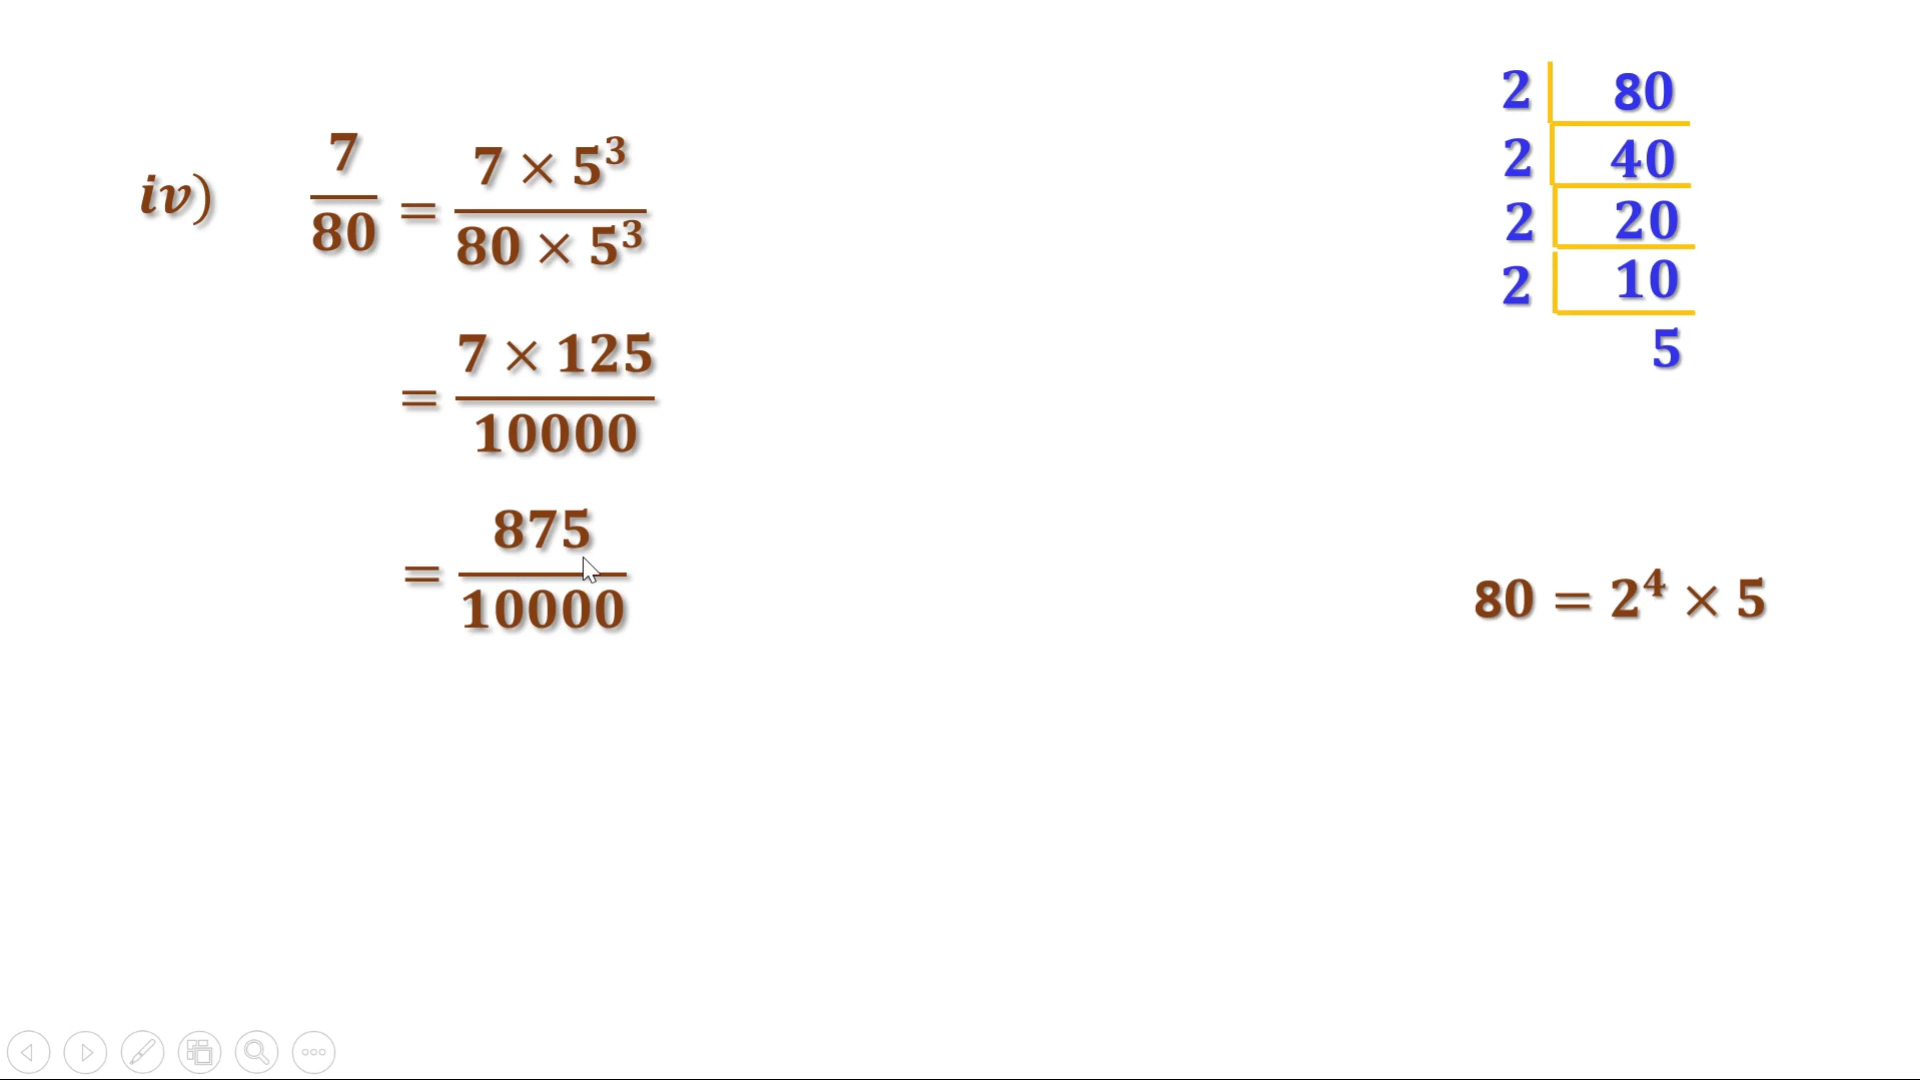 iv) 7/80 = (7 × 5³)/(80 × 5³)
= (7 × 125)/10000
= 875/10000
2 | 80
2 | 40
2 | 20
2 | 10
5
80 = 2⁴ × 5